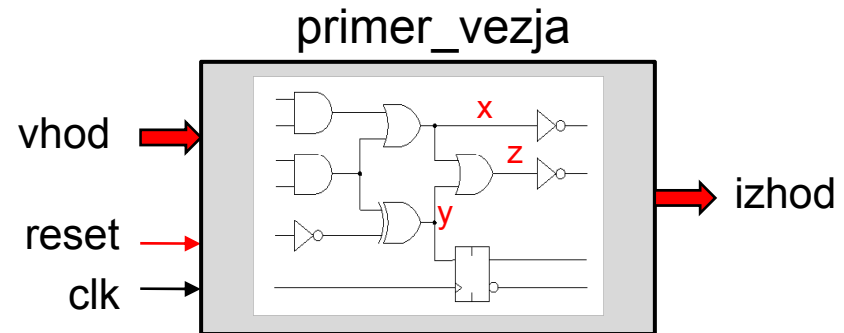 primer_vezja
vhod
x
z
y
izhod
reset
clk